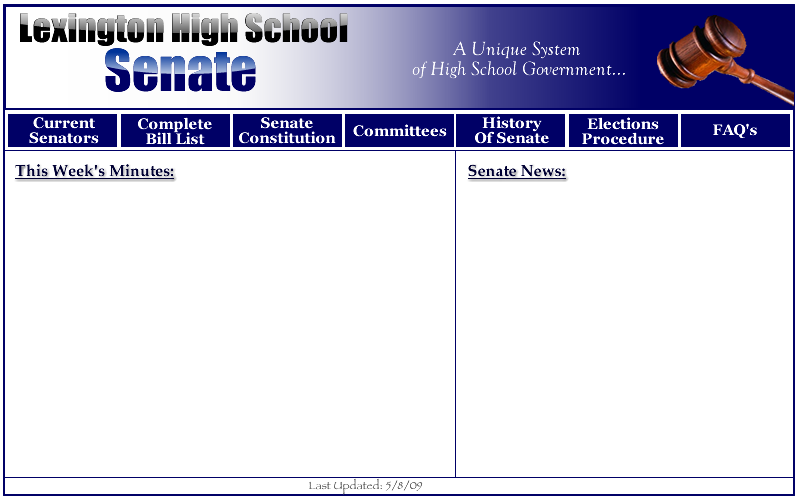 Lexington High School
Senate
A Unique System
of High School Government...
Current
Senators
Complete
Bill List
Senate
Constitution
Committees
History
Of Senate
Elections
Procedure
FAQ's
This Week's Minutes:
Senate News:
Last Updated: 5/8/09